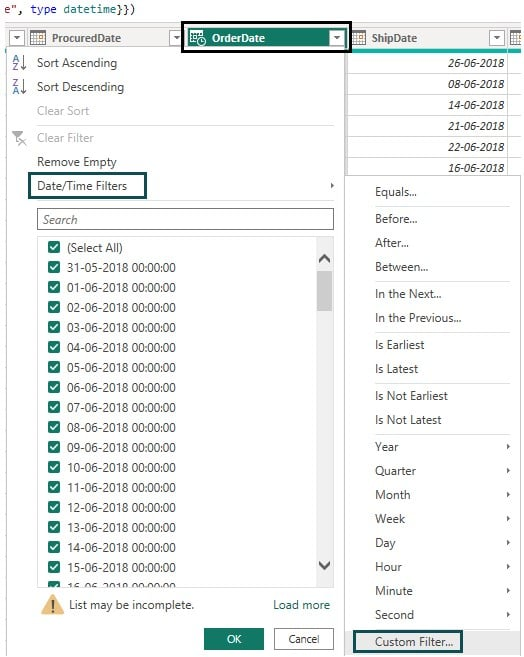 e", type datetime}})
ProcuredDate
OrderDate
ShipDate
26-06-2018
08-06-2018
14-06-2018
21-06-2018
22-06-2018
16-06-2018
Sort Ascending
Sort Descending
Clear Sort
Clear Filter
Remove Empty
Date/Time Filters
Search
(Select All)
31-05-2018 00:00:00
01-06-2018 00:00:00
02-06-2018 00:00:00
03-06-2018 00:00:00
04-06-2018 00:00:00
05-06-2018 00:00:00
06-06-2018 00:00:00
07-06-2018 00:00:00
08-06-2018 00:00:00
09-06-2018 00:00:00
10-06-2018 00:00:00
11-06-2018 00:00:00
12-06-2018 00:00:00
13-06-2018 00:00:00
14-06-2018 00:00:00
15-06-2018 00:00:00
16-06-2018 00:00:00
List may be incomplete.
Load more
OK
Cancel
Equals...
Before...
After...
Between...
In the Next...
In the Previous...
Is Earliest
Is Latest
Is Not Earliest
Is Not Latest
Year
Quarter
Month
Week
Day
Hour
Minute
Second
Custom Filter...